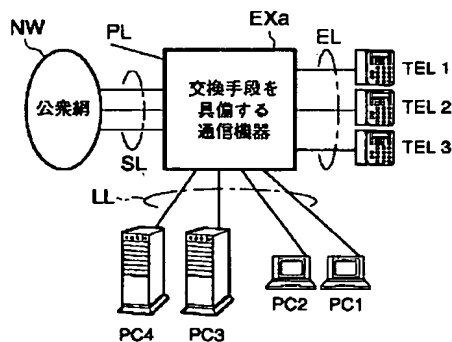 NW
PL
EXa
EL
公衆網
交換手段を
具備する
通信機器
TEL 1
TEL 2
TEL 3
SL
LL
PC4
PC3
PC2
PC1